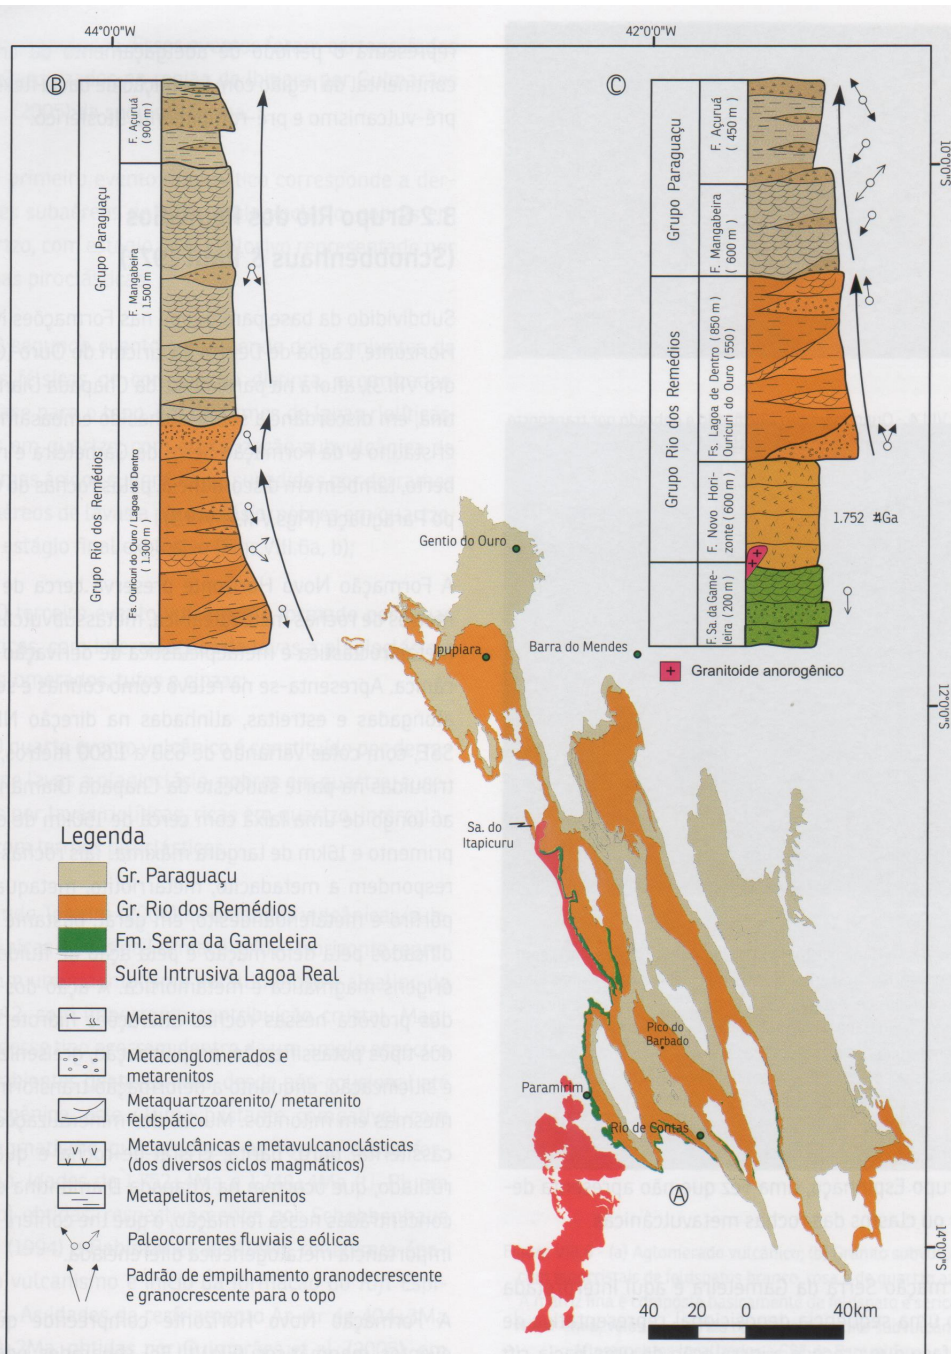 44°0'0"W
42°0'0"W
B
F. Açuruá
(900 m)
F. Mangabeira
(1.500 m)
Grupo Paraguaçu
Fs. Ouricuri do Ouro / Lagoa de Dentro
(1.300 m)
Grupo Rio dos Remédios
C
F. Açuruá
(450 m)
F. Mangabeira
(600 m)
Grupo Paraguaçu
Fs. Lagoa de Dentro (850 m)
Ouricuri do Ouro (550)
F. Novo Hori-
zonte (600 m)
Grupo Rio dos Remédios
F. Sa. da Game-
leira (200 m)
1.752 ±4Ga
+ Granitoide anorogênico
10°0'0"S
12°0'0"S
14°0'0"S
Gentio do Ouro
Ipupiara
Barra do Mendes
Sa. do
Itapicuru
Pico do
Barbado
Paramirim
Rio de Contas
A
Legenda
Gr. Paraguaçu
Gr. Rio dos Remédios
Fm. Serra da Gameleira
Suíte Intrusiva Lagoa Real
Metarenitos
Metaconglomerados e
metarenitos
Metaquartzoarenito/ metarenito
feldspático
Metavulcânicas e metavulcanoclásticas
(dos diversos ciclos magmáticos)
Metapelitos, metarenitos
Paleocorrentes fluviais e eólicas
Padrão de empilhamento granodecrescente
e granocrescente para o topo
40 20 0 40km